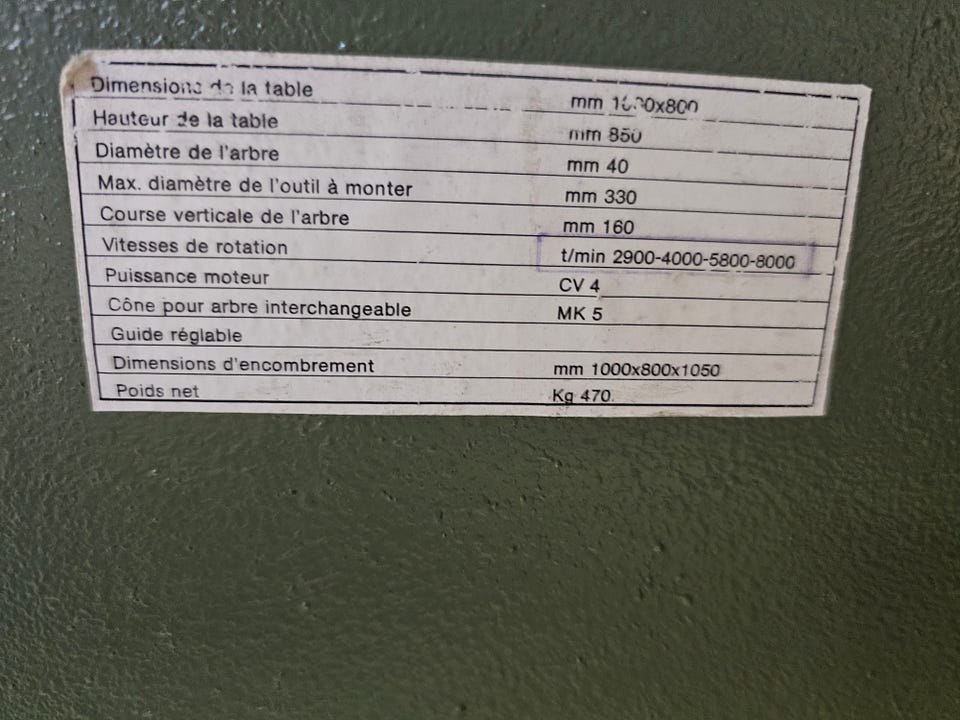 Dimensions de la table mm 1000x800
Hauteur de la table mm 850
Diamètre de l'arbre mm 40
Max. diamètre de l'outil à monter mm 330
Course verticale de l'arbre mm 160
Vitesses de rotation t/min 2900-4000-5800-8000
Puissance moteur CV 4
Cône pour arbre interchangeable MK 5
Guide réglable
Dimensions d'encombrement mm 1000x800x1050
Poids net Kg 470.